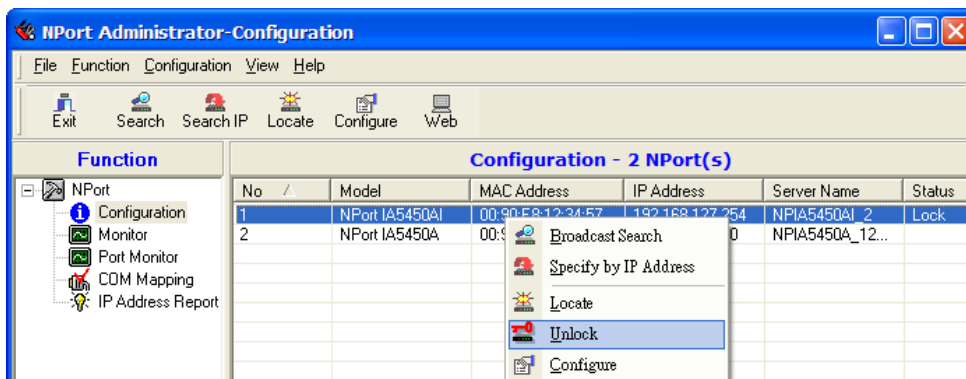 NPort Administrator-Configuration
File Function Configuration View Help
Exit Search Search IP Locate Configure Web
Function
Configuration - 2 NPort(s)
NPort
Configuration
Monitor
Port Monitor
COM Mapping
IP Address Report
No Model MAC Address IP Address Server Name Status
1 NPort IA5450AI 00:90:E8:12:34:57 192.168.127.254 NPIA5450AI_2 Lock
2 NPort IA5450A 00:9 0 NPIA5450A_12...
Broadcast Search
Specify by IP Address
Locate
Unlock
Configure